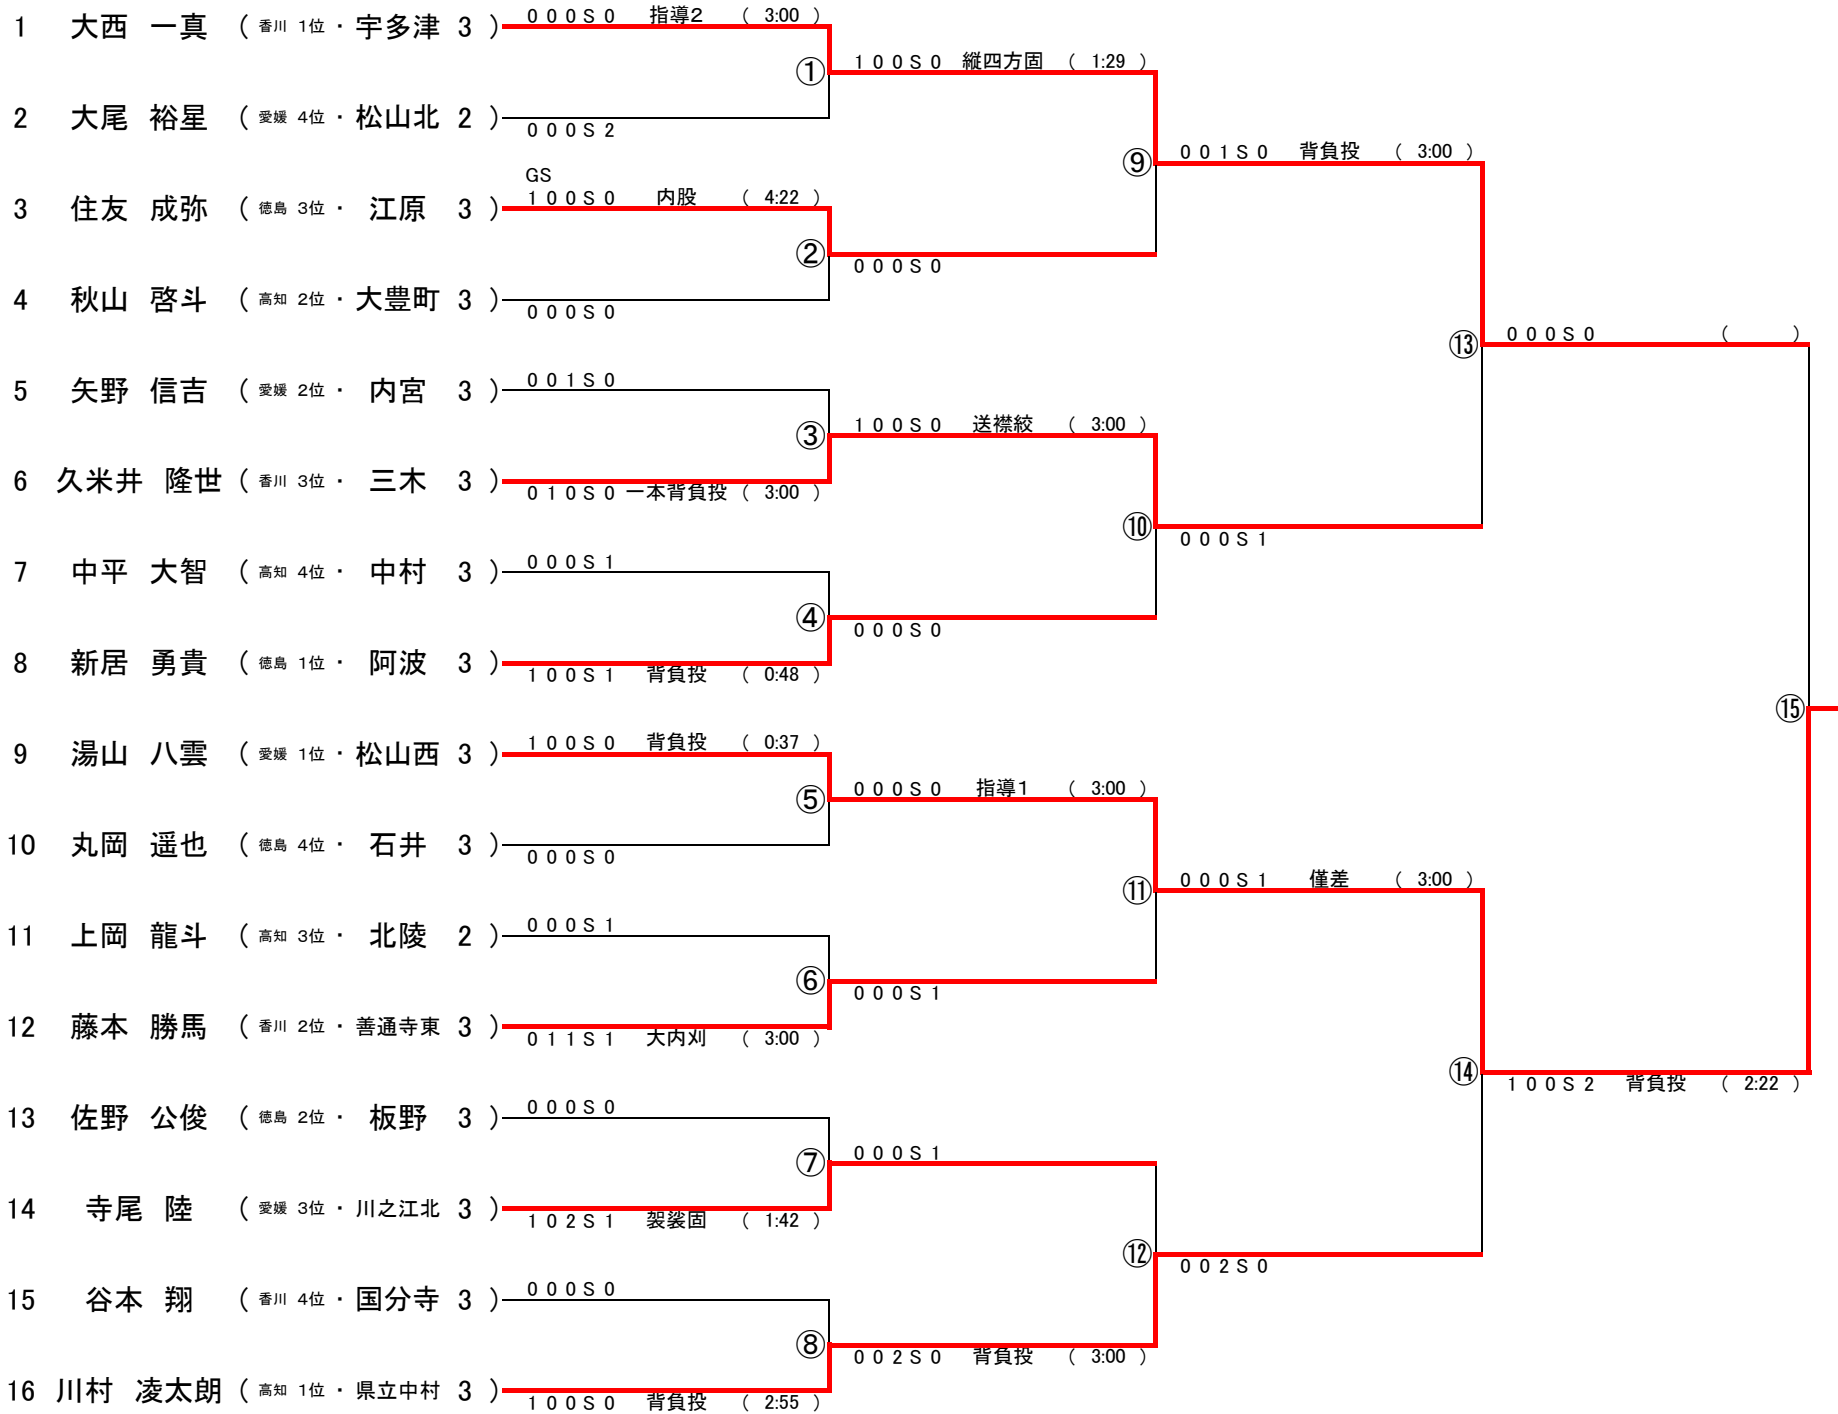 1 大西 一真 ( 香川 1位 ・ 宇多津 3 ) 0 0 0 S 0 指導2 ( 3:00 )
① 1 0 0 S 0 縦四方固 ( 1:29 )
2 大尾 裕星 ( 愛媛 4位 ・ 松山北 2 ) 0 0 0 S 2
⑨ 0 0 1 S 0 背負投 ( 3:00 )
GS
3 住友 成弥 ( 徳島 3位 ・ 江原 3 ) 1 0 0 S 0 内股 ( 4:22 )
② 0 0 0 S 0
4 秋山 啓斗 ( 高知 2位 ・ 大豊町 3 ) 0 0 0 S 0
⑬ 0 0 0 S 0 ( )
5 矢野 信吉 ( 愛媛 2位 ・ 内宮 3 ) 0 0 1 S 0
③ 1 0 0 S 0 送襟絞 ( 3:00 )
6 久米井 隆世 ( 香川 3位 ・ 三木 3 ) 0 1 0 S 0 一本背負投 ( 3:00 )
⑩ 0 0 0 S 1
7 中平 大智 ( 高知 4位 ・ 中村 3 ) 0 0 0 S 1
④ 0 0 0 S 0
8 新居 勇貴 ( 徳島 1位 ・ 阿波 3 ) 1 0 0 S 1 背負投 ( 0:48 )
⑮
9 湯山 八雲 ( 愛媛 1位 ・ 松山西 3 ) 1 0 0 S 0 背負投 ( 0:37 )
⑤ 0 0 0 S 0 指導1 ( 3:00 )
10 丸岡 遥也 ( 徳島 4位 ・ 石井 3 ) 0 0 0 S 0
⑪ 0 0 0 S 1 僅差 ( 3:00 )
11 上岡 龍斗 ( 高知 3位 ・ 北陵 2 ) 0 0 0 S 1
⑥ 0 0 0 S 1
12 藤本 勝馬 ( 香川 2位 ・ 善通寺東 3 ) 0 1 1 S 1 大内刈 ( 3:00 )
⑭ 1 0 0 S 2 背負投 ( 2:22 )
13 佐野 公俊 ( 徳島 2位 ・ 板野 3 ) 0 0 0 S 0
⑦ 0 0 0 S 1
14 寺尾 陸 ( 愛媛 3位 ・ 川之江北 3 ) 1 0 2 S 1 袈裟固 ( 1:42 )
⑫ 0 0 2 S 0
15 谷本 翔 ( 香川 4位 ・ 国分寺 3 ) 0 0 0 S 0
⑧ 0 0 2 S 0 背負投 ( 3:00 )
16 川村 凌太朗 ( 高知 1位 ・ 県立中村 3 ) 1 0 0 S 0 背負投 ( 2:55 )